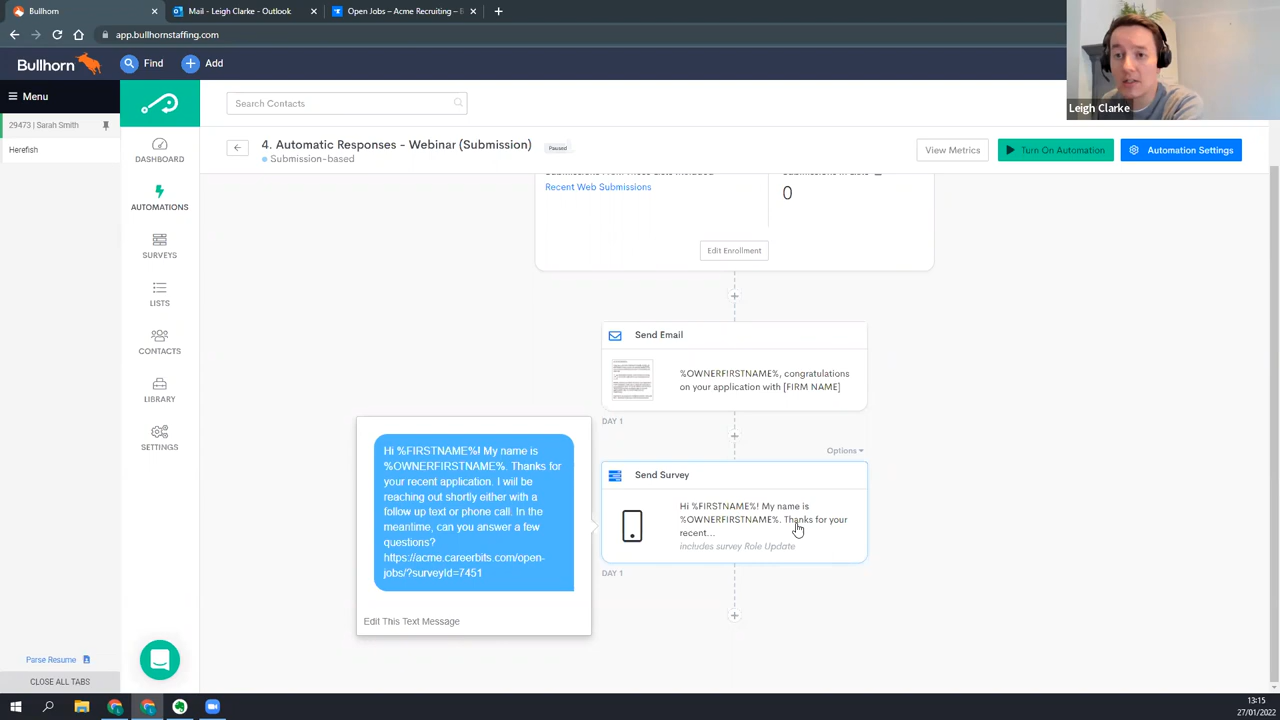 Bullhorn
Mail - Leigh Clarke - Outlook
Open Jobs – Acme Recruiting – B
app.bullhornstaffing.com
Bullhorn
Find
Add
Leigh Clarke
Menu
29473 | Sarah Smith
Herefish
Search Contacts
DASHBOARD
AUTOMATIONS
SURVEYS
LISTS
CONTACTS
LIBRARY
SETTINGS
4. Automatic Responses - Webinar (Submission)
Paused
Submission-based
View Metrics
Turn On Automation
Automation Settings
Recent Web Submissions
0
Edit Enrollment
Send Email
%OWNERFIRSTNAME%, congratulations
on your application with [FIRM NAME]
DAY 1
Options
Send Survey
Hi %FIRSTNAME%! My name is
%OWNERFIRSTNAME%. Thanks for your
recent...
includes survey Role Update
DAY 1
Hi %FIRSTNAME%! My name is
%OWNERFIRSTNAME%. Thanks for
your recent application. I will be
reaching out shortly either with a
follow up text or phone call. In the
meantime, can you answer a few
questions?
https://acme.careerbits.com/open-
jobs/?surveyId=7451
Edit This Text Message
Parse Resume
CLOSE ALL TABS
13:15
27/01/2022